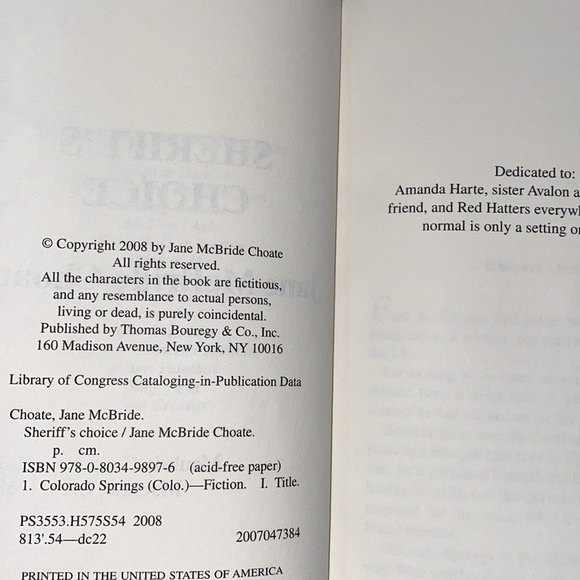 © Copyright 2008 by Jane McBride Choate
All rights reserved.
All the characters in the book are fictitious,
and any resemblance to actual persons,
living or dead, is purely coincidental.
Published by Thomas Bouregy & Co., Inc.
160 Madison Avenue, New York, NY 10016
Library of Congress Cataloging-in-Publication Data
Choate, Jane McBride.
Sheriff's choice / Jane McBride Choate.
p. cm.
ISBN 978-0-8034-9897-6 (acid-free paper)
1. Colorado Springs (Colo.)—Fiction. I. Title.
PS3553.H575S54 2008
813'.54—dc22 2007047384
PRINTED IN THE UNITED STATES OF AMERICA
Dedicated to:
Amanda Harte, sister Avalon a
friend, and Red Hatters everywh
normal is only a setting o